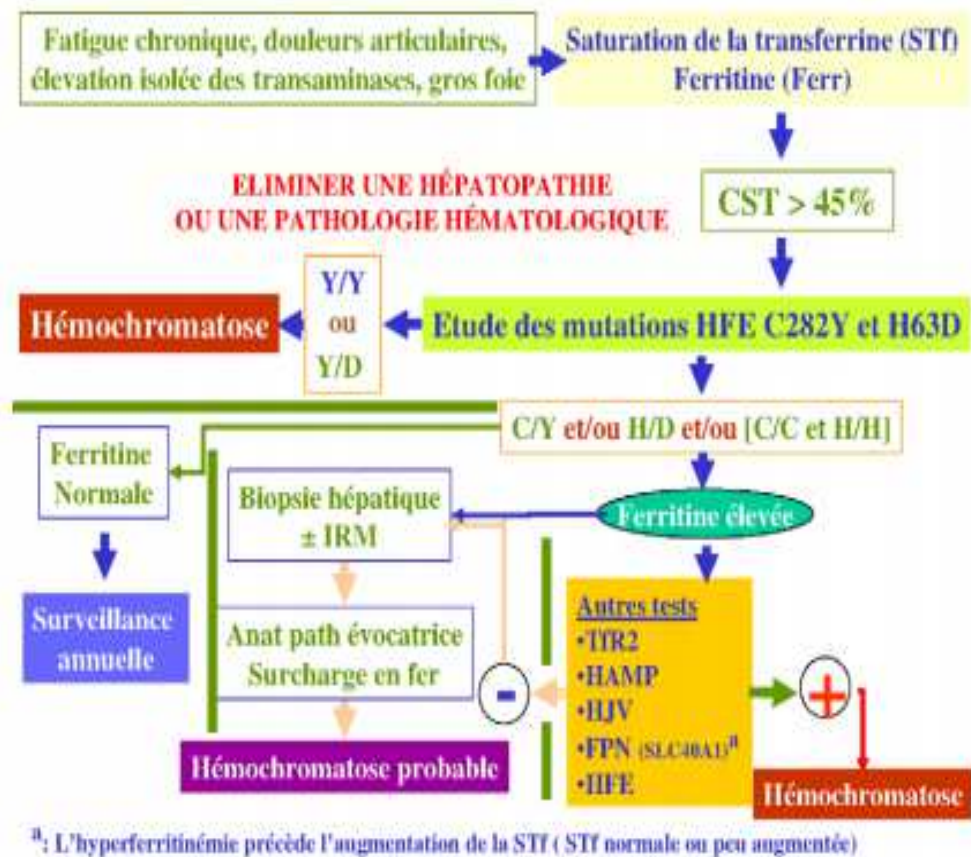 Fatigue chronique, douleurs articulaires,
élevation isolée des transaminases, gros foie
Saturation de la transferrine (STf)
Ferritine (Ferr)
ELIMINER UNE HÉPATOPATHIE
OU UNE PATHOLOGIE HÉMATOLOGIQUE
CST > 45%
Y/Y
ou
Y/D
Hémochromatose
Etude des mutations HFE C282Y et H63D
C/Y et/ou H/D et/ou [C/C et H/H]
Ferritine
Normale
Biopsie hépatique
± IRM
Ferritine élevée
Surveillance
annuelle
Anat path évocatrice
Surcharge en fer
Autres tests
•TfR2
•HAMP
•HJV
•FPN (SLC40A1)a
•HFE
-
+
Hémochromatose probable
Hémochromatose
a: L'hyperferritinémie précède l'augmentation de la STf ( STf normale ou peu augmentée)